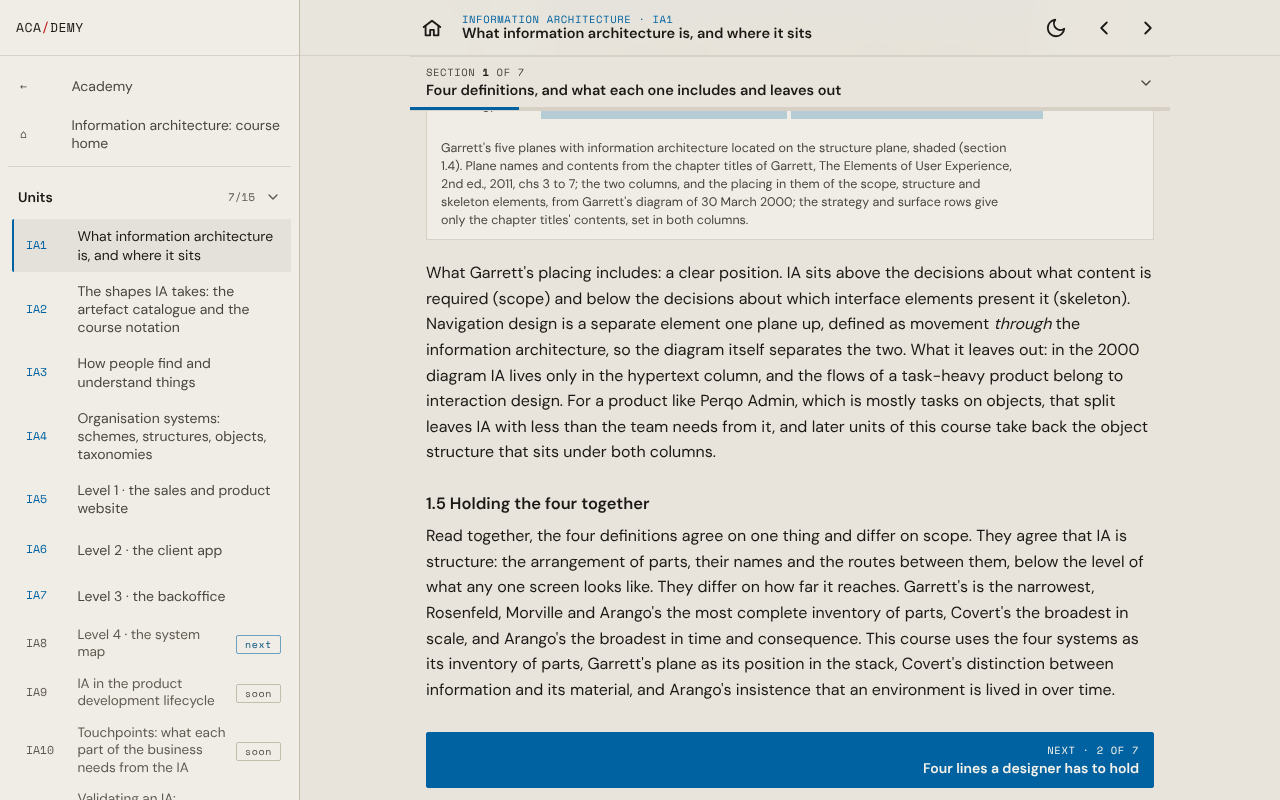 ACA/DEMY
← Academy
⌂ Information architecture: course
home
Units 7/15
IA1 What information architecture
is, and where it sits
IA2 The shapes IA takes: the
artefact catalogue and the
course notation
IA3 How people find and
understand things
IA4 Organisation systems:
schemes, structures, objects,
taxonomies
IA5 Level 1 · the sales and product
website
IA6 Level 2 · the client app
IA7 Level 3 · the backoffice
IA8 Level 4 · the system
map
next
IA9 IA in the product
development lifecycle
soon
IA10 Touchpoints: what each
part of the business
needs from the IA
soon
Validating an IA:
INFORMATION ARCHITECTURE · IA1
What information architecture is, and where it sits
SECTION 1 OF 7
Four definitions, and what each one includes and leaves out
Garrett's five planes with information architecture located on the structure plane, shaded (section
1.4). Plane names and contents from the chapter titles of Garrett, The Elements of User Experience,
2nd ed., 2011, chs 3 to 7; the two columns, and the placing in them of the scope, structure and
skeleton elements, from Garrett's diagram of 30 March 2000; the strategy and surface rows give
only the chapter titles' contents, set in both columns.
What Garrett's placing includes: a clear position. IA sits above the decisions about what content is
required (scope) and below the decisions about which interface elements present it (skeleton).
Navigation design is a separate element one plane up, defined as movement through the
information architecture, so the diagram itself separates the two. What it leaves out: in the 2000
diagram IA lives only in the hypertext column, and the flows of a task-heavy product belong to
interaction design. For a product like Perqo Admin, which is mostly tasks on objects, that split
leaves IA with less than the team needs from it, and later units of this course take back the object
structure that sits under both columns.
1.5 Holding the four together
Read together, the four definitions agree on one thing and differ on scope. They agree that IA is
structure: the arrangement of parts, their names and the routes between them, below the level of
what any one screen looks like. They differ on how far it reaches. Garrett's is the narrowest,
Rosenfeld, Morville and Arango's the most complete inventory of parts, Covert's the broadest in
scale, and Arango's the broadest in time and consequence. This course uses the four systems as
its inventory of parts, Garrett's plane as its position in the stack, Covert's distinction between
information and its material, and Arango's insistence that an environment is lived in over time.
NEXT · 2 OF 7
Four lines a designer has to hold